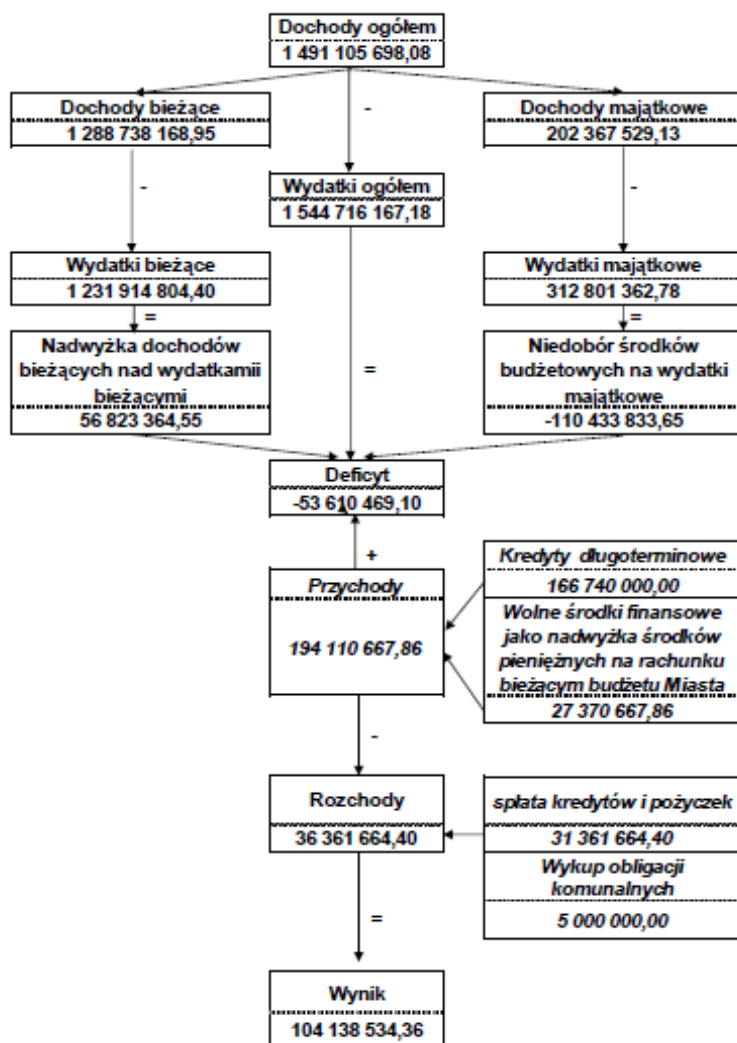 Dochody ogółem
1 491 105 698,08
Dochody bieżące
1 288 738 168,95
-
Dochody majątkowe
202 367 529,13
-
Wydatki ogółem
1 544 716 167,18
-
Wydatki bieżące
1 231 914 804,40
=
Wydatki majątkowe
312 801 362,78
=
Nadwyżka dochodów
bieżących nad wydatkamii
bieżącymi
56 823 364,55
=
Niedobór środków
budżetowych na wydatki
majątkowe
-110 433 833,65
Deficyt
-53 610 469,10
+
Przychody
194 110 667,86
Kredyty długoterminowe
166 740 000,00
Wolne środki finansowe
jako nadwyżka środków
pieniężnych na rachunku
bieżącym budżetu Miasta
27 370 667,86
-
Rozchody
36 361 664,40
spłata kredytów i pożyczek
31 361 664,40
Wykup obligacji
komunalnych
5 000 000,00
=
Wynik
104 138 534,36